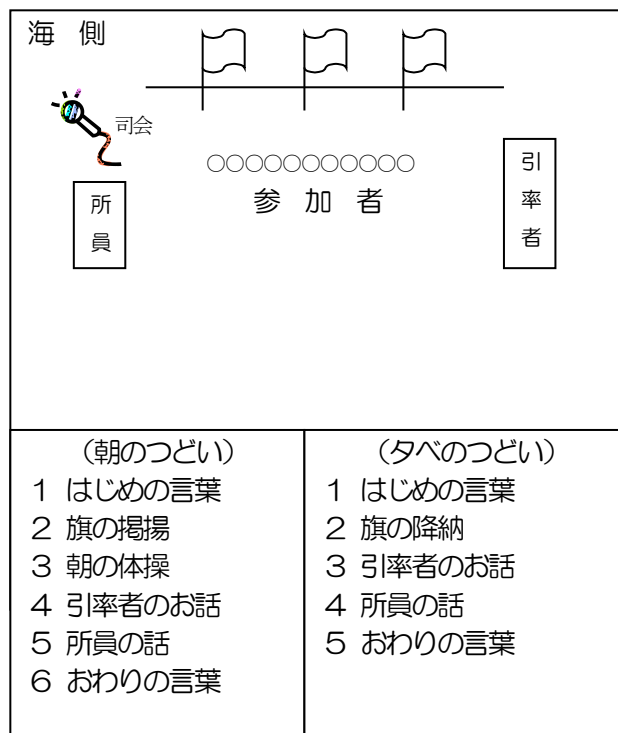 海 側
司会
○○○○○○○○○○○
参 加 者
所員
引率者
(朝のつどい)
1 はじめの言葉
2 旗の掲揚
3 朝の体操
4 引率者のお話
5 所員の話
6 おわりの言葉
(夕べのつどい)
1 はじめの言葉
2 旗の降納
3 引率者のお話
4 所員の話
5 おわりの言葉